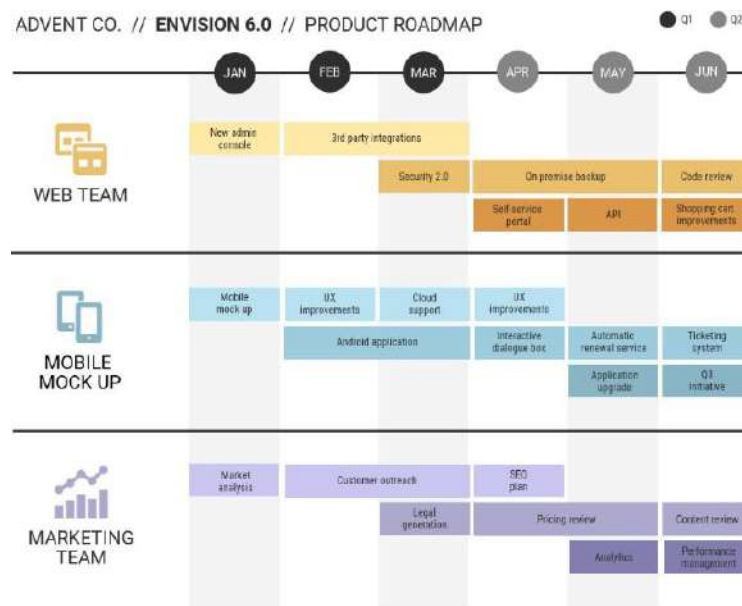 ADVENT CO. // ENVISION 6.0 // PRODUCT ROADMAP
Q1
Q2
JAN
FEB
MAR
APR
MAY
JUN
WEB TEAM
New admin
console
3rd party integrations
Security 2.0
On premise backup
Code review
Self-service
portal
API
Shopping cart
improvements
MOBILE
MOCK UP
Mobile
mock up
UX
improvements
Cloud
support
UX
improvements
Android application
Interactive
dialogue box
Automatic
renewal service
Ticketing
system
Application
upgrade
Q3
initiative
MARKETING
TEAM
Market
analysis
Customer outreach
SEO
plan
Legal
generation
Pricing review
Content review
Analytics
Performance
management